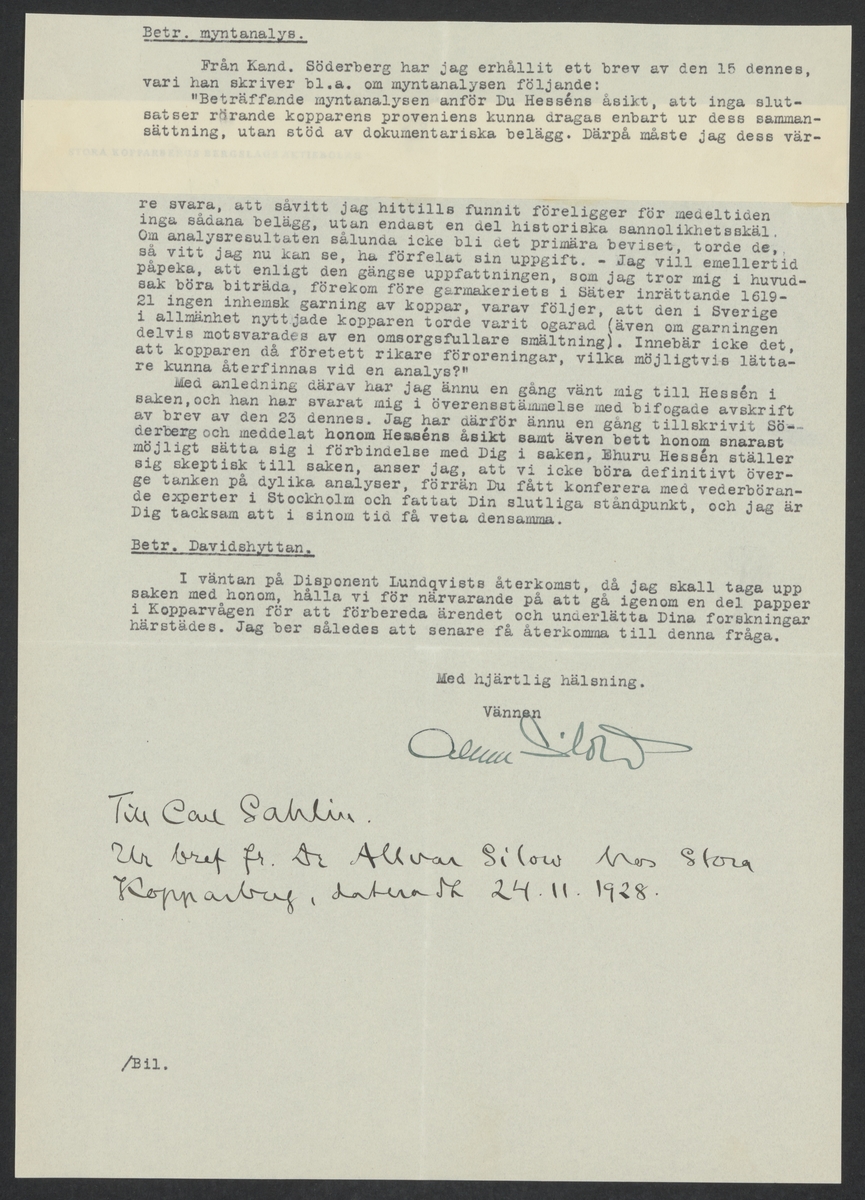 Betr. myntanalys.
Från Kand. Söderberg har jag erhållit ett brev av den 15 dennes,
vari han skriver bl.a. om myntanalysen följande:
"Beträffande myntanalysen anför Du Hesséns åsikt, att inga slut-
satser rörande kopparens proveniens kunna dragas enbart ur dess samman-
sättning, utan stöd av dokumentariska belägg. Därpå måste jag dess vär-
re svara, att såvitt jag hittills funnit föreligger för medeltiden
inga sådana belägg, utan endast en del historiska sannolikhetsskäl.
Om analysresultaten sålunda icke bli det primära beviset, torde de,
så vitt jag nu kan se, ha förfelat sin uppgift. - Jag vill emellertid
påpeka, att enligt den gängse uppfattningen, som jag tror mig i huvud-
sak böra biträda, förekom före garmakeriets i Säter inrättande 1619-
21 ingen inhemsk garning av koppar, varav följer, att den i Sverige
i allmänhet nyttjade kopparen torde varit ogarad (även om garningen
delvis motsvarades av en omsorgsfullare smältning). Innebär icke det,
att kopparen då företett rikare föroreningar, vilka möjligtvis lätta-
re kunna återfinnas vid en analys?"
Med anledning därav har jag ännu en gång vänt mig till Hessén i
saken, och han har svarat mig i överensstämmelse med bifogade avskrift
av brev av den 23 dennes. Jag har därför ännu en gång tillskrivit Sö-
derberg och meddelat honom Hesséns åsikt samt även bett honom snarast
möjligt sätta sig i förbindelse med Dig i saken. Ehuru Hessén ställer
sig skeptisk till saken, anser jag, att vi icke böra definitivt över-
ge tanken på dylika analyser, förrän Du fått konferera med vederböran-
de experter i Stockholm och fattat Din slutliga ståndpunkt, och jag är
Dig tacksam att i sinom tid få veta densamma.
Betr. Davidshyttan.
I väntan på Disponent Lundqvists återkomst, då jag skall taga upp
saken med honom, hålla vi för närvarande på att gå igenom en del papper
i Kopparvågen för att förbereda ärendet och underlätta Dina forskningar
härstädes. Jag ber således att senare få återkomma till denna fråga.
Med hjärtlig hälsning.
Vännen
Silow
Till Carl Sahlin.
Ur bref fr. Dr Allvar Silow hos Stora
Kopparberg, dateradt 24.11.1928.
/Bil.